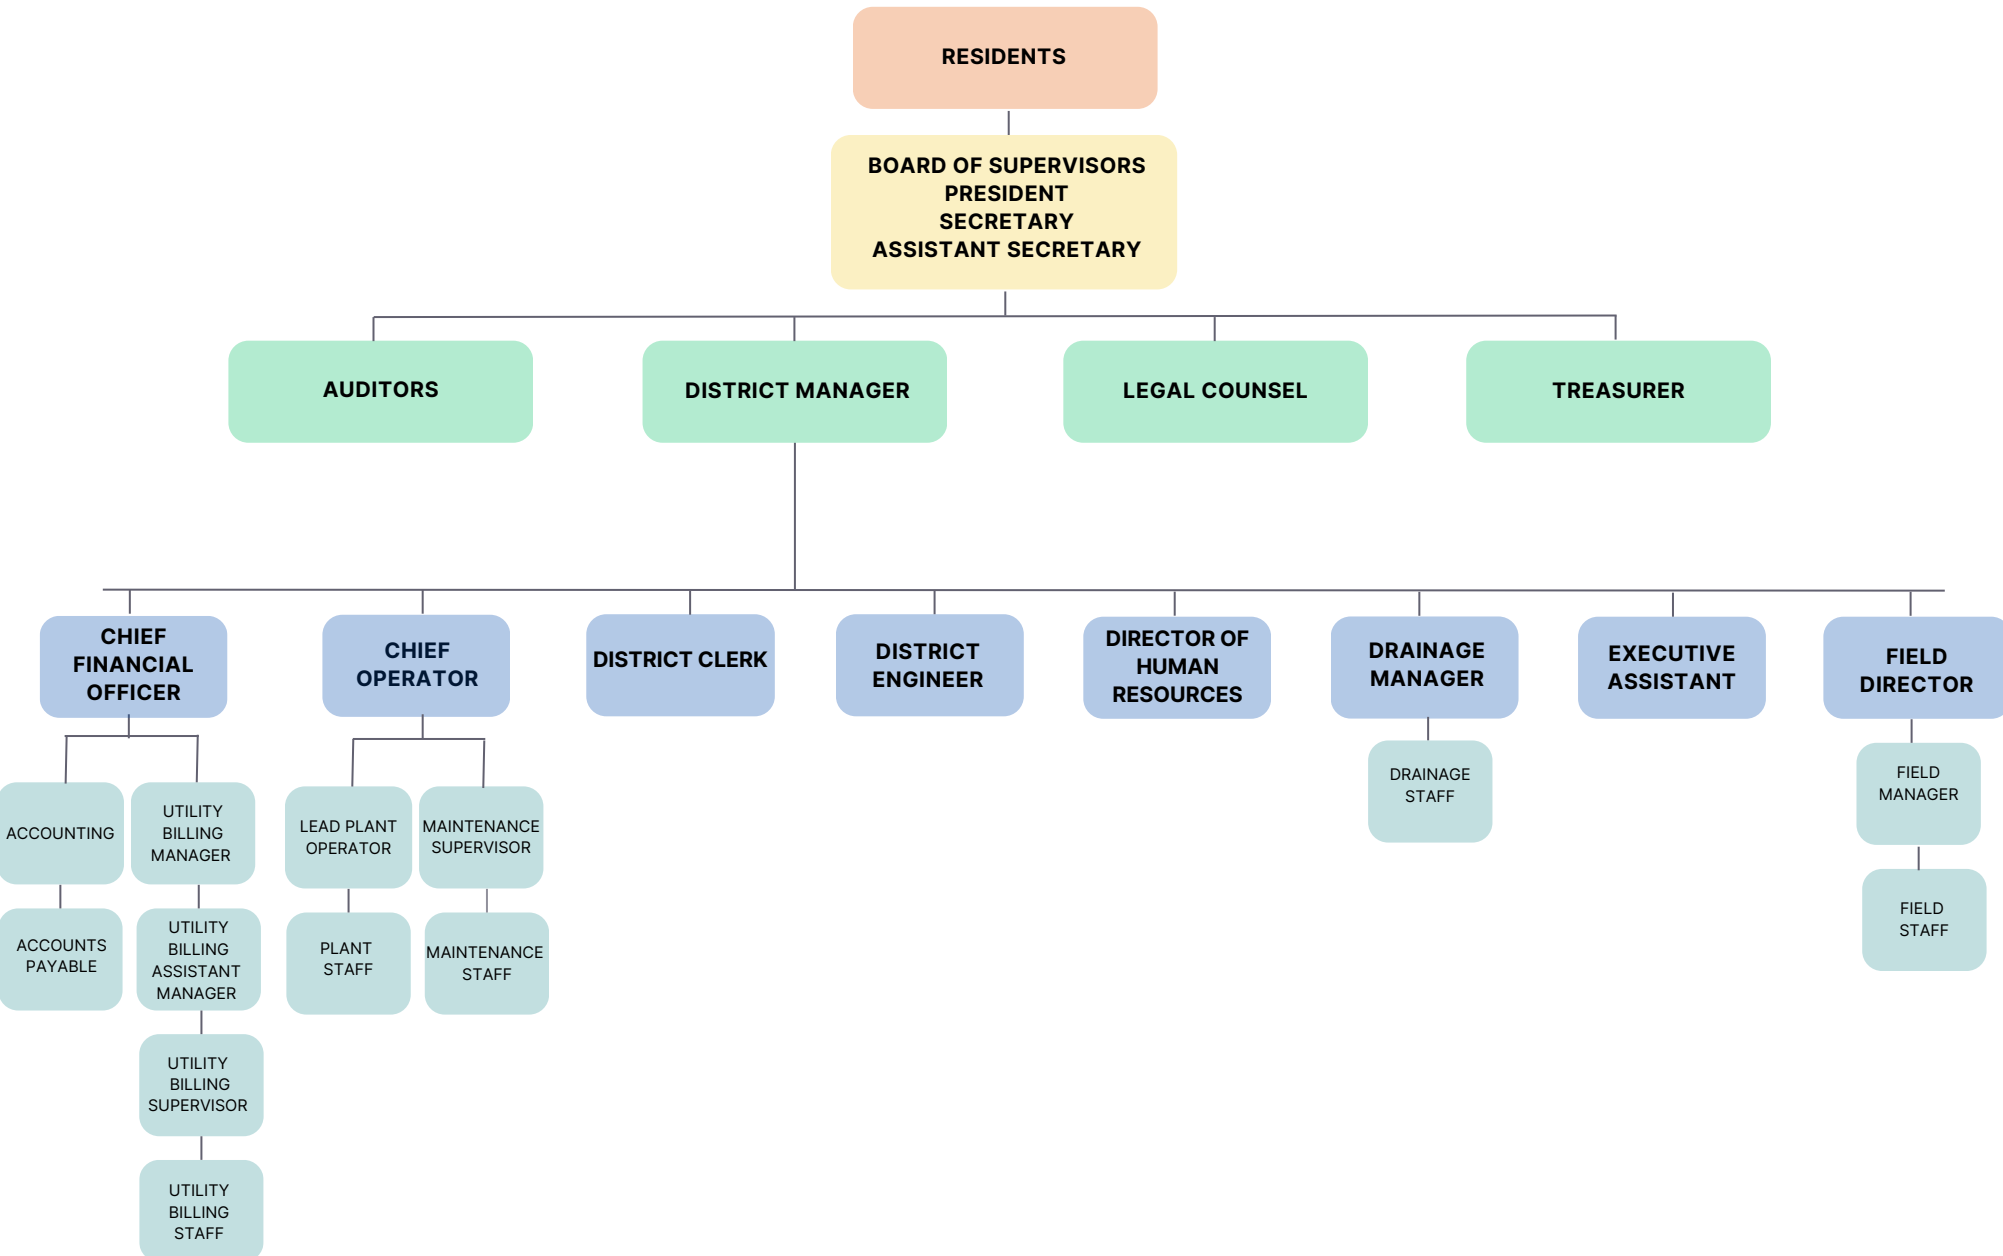 RESIDENTS
BOARD OF SUPERVISORS
PRESIDENT
SECRETARY
ASSISTANT SECRETARY
AUDITORS
DISTRICT MANAGER
LEGAL COUNSEL
TREASURER
CHIEF
FINANCIAL
OFFICER
CHIEF
OPERATOR
DISTRICT CLERK
DISTRICT
ENGINEER
DIRECTOR OF
HUMAN
RESOURCES
DRAINAGE
MANAGER
EXECUTIVE
ASSISTANT
FIELD
DIRECTOR
ACCOUNTING
UTILITY
BILLING
MANAGER
LEAD PLANT
OPERATOR
MAINTENANCE
SUPERVISOR
DRAINAGE
STAFF
FIELD
MANAGER
ACCOUNTS
PAYABLE
UTILITY
BILLING
ASSISTANT
MANAGER
PLANT
STAFF
MAINTENANCE
STAFF
FIELD
STAFF
UTILITY
BILLING
SUPERVISOR
UTILITY
BILLING
STAFF